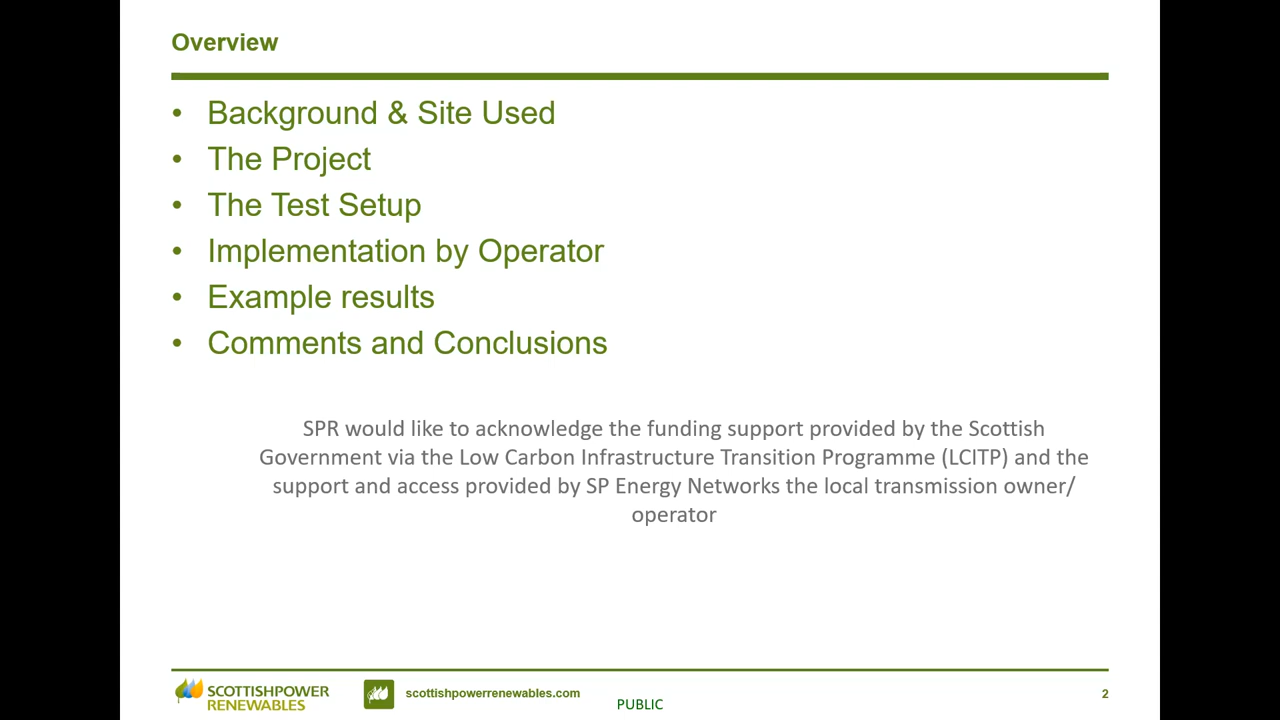 Overview
• Background & Site Used
• The Project
• The Test Setup
• Implementation by Operator
• Example results
• Comments and Conclusions
SPR would like to acknowledge the funding support provided by the Scottish
Government via the Low Carbon Infrastructure Transition Programme (LCITP) and the
support and access provided by SP Energy Networks the local transmission owner/
operator
SCOTTISHPOWER
RENEWABLES
scottishpowerrenewables.com
PUBLIC
2